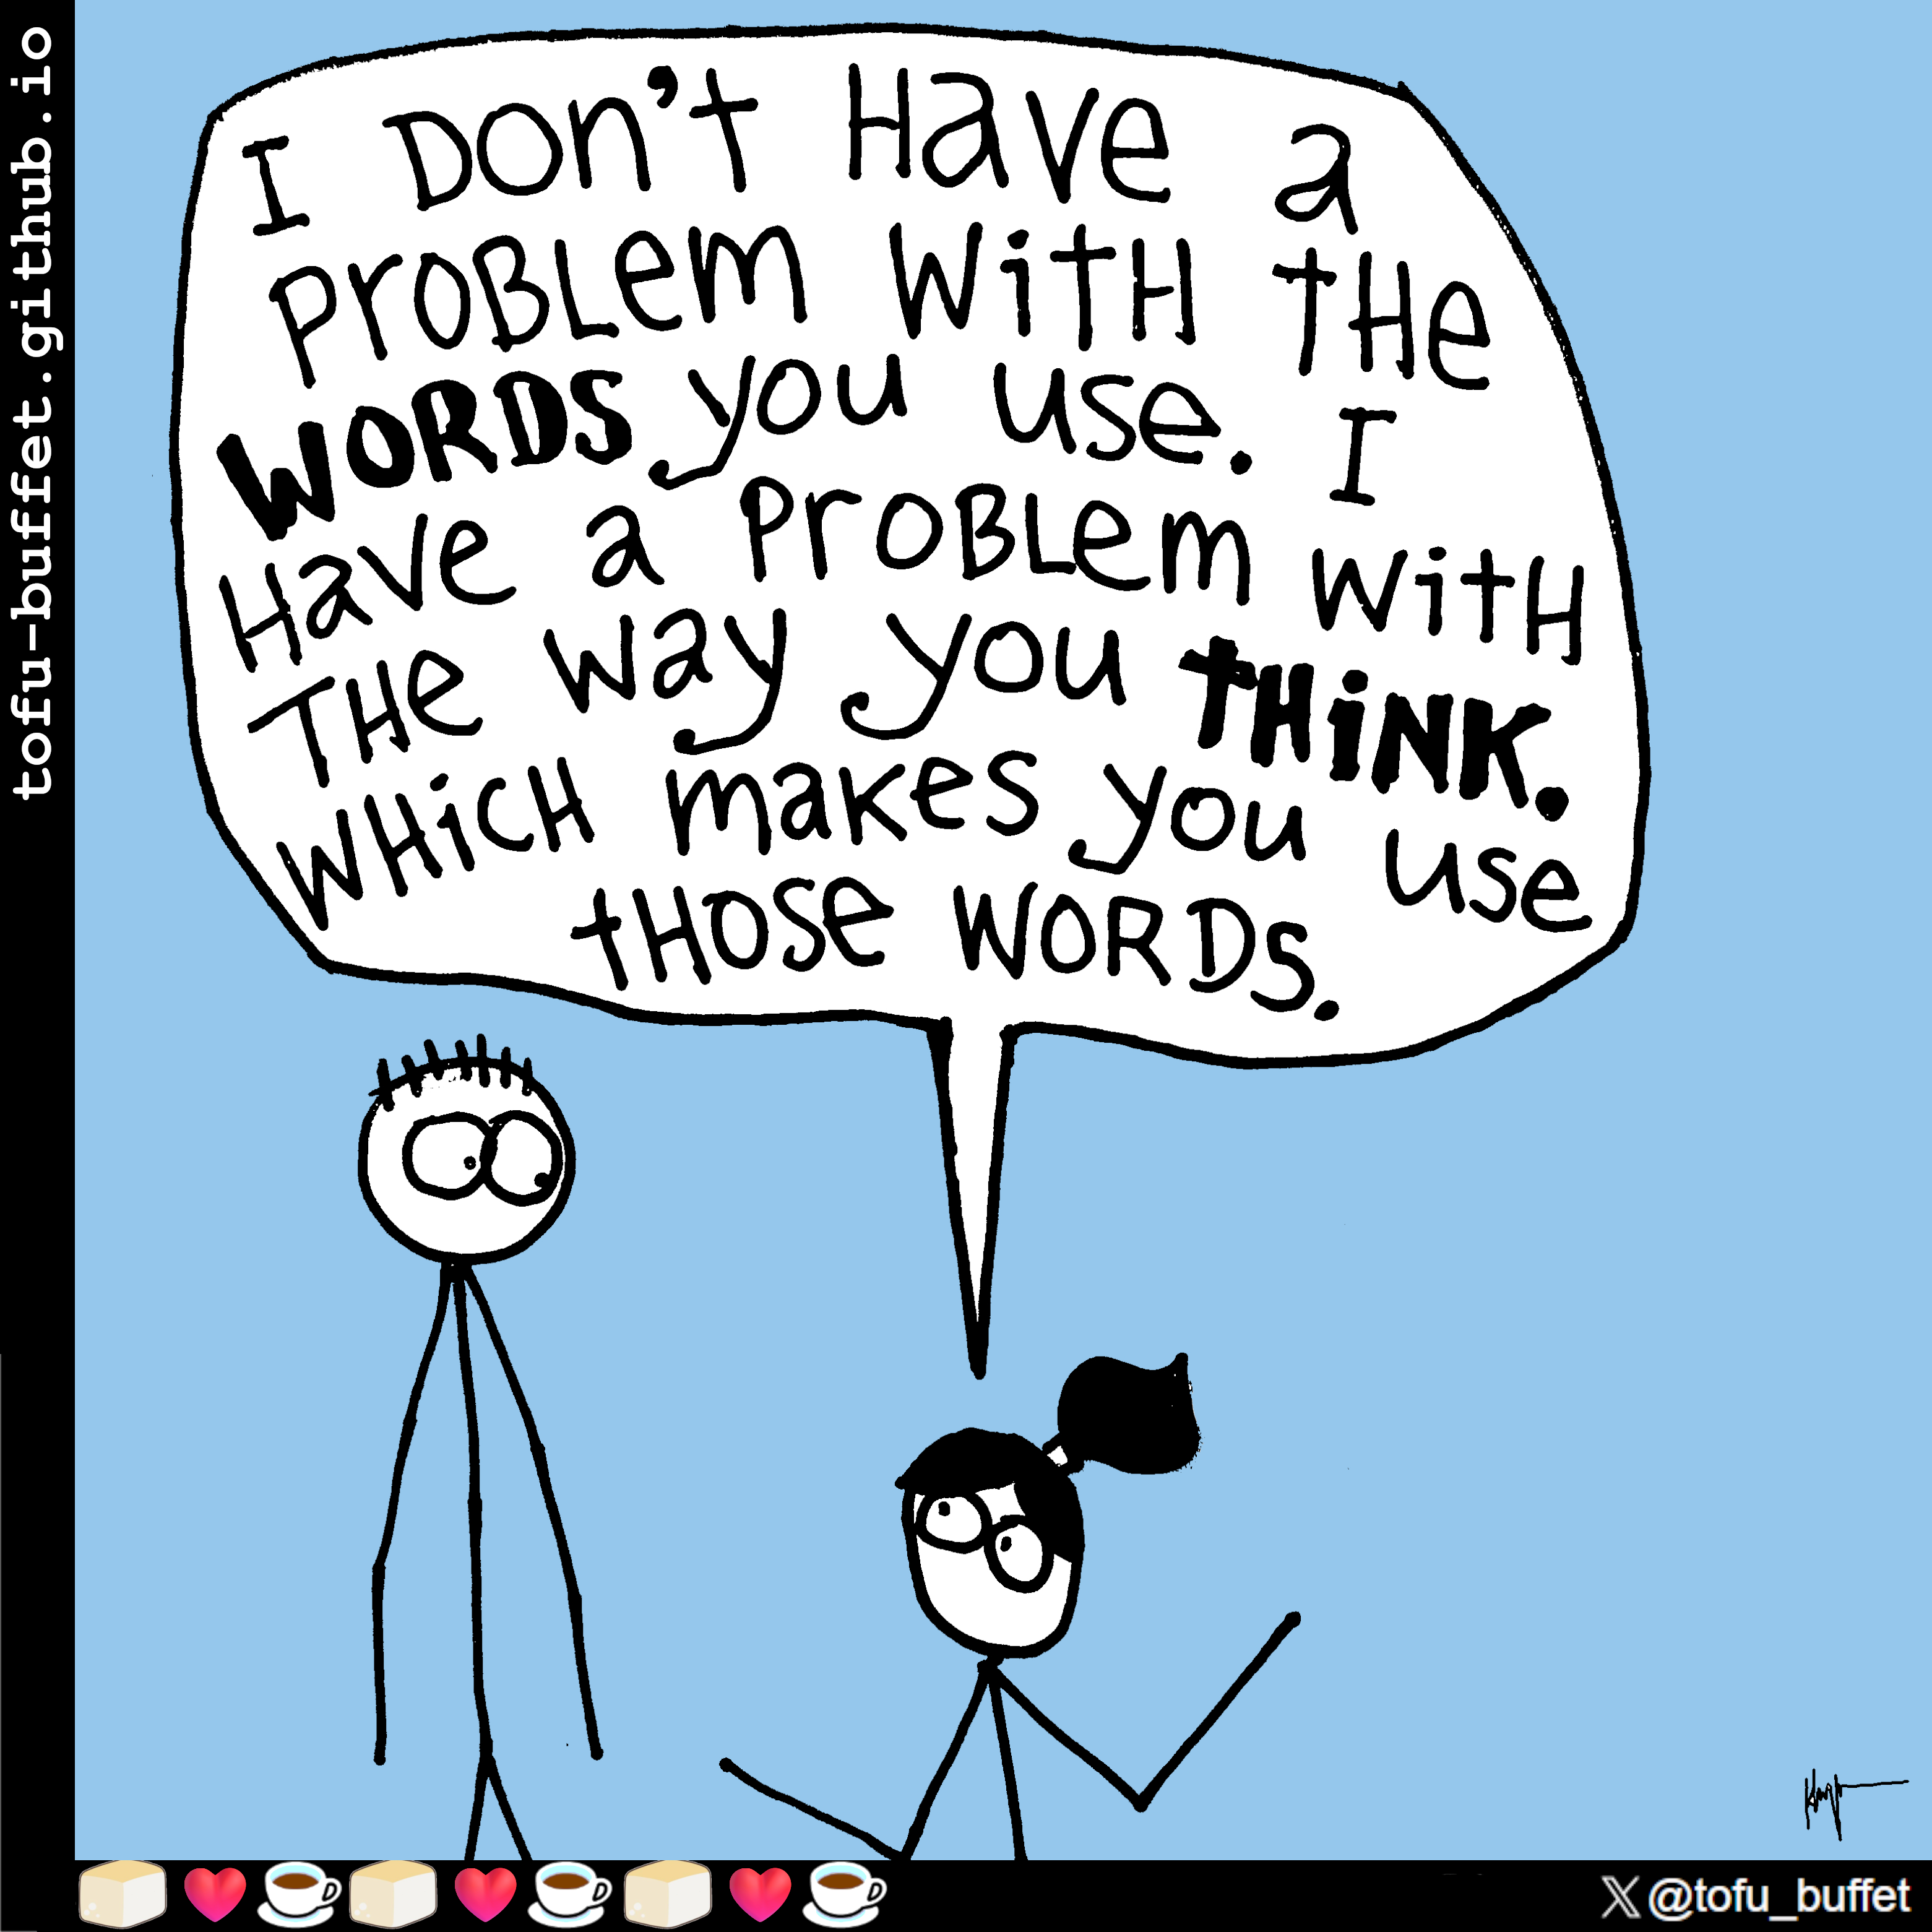 tofu-buffet.github.io
I DON'T Have a
ProBLem WitH tHe
WORDS you use. I
Have a ProBLem WitH
THe way you tHiNK.
WHicH makes you use
tHOSe WORDS.
X @tofu_buffet